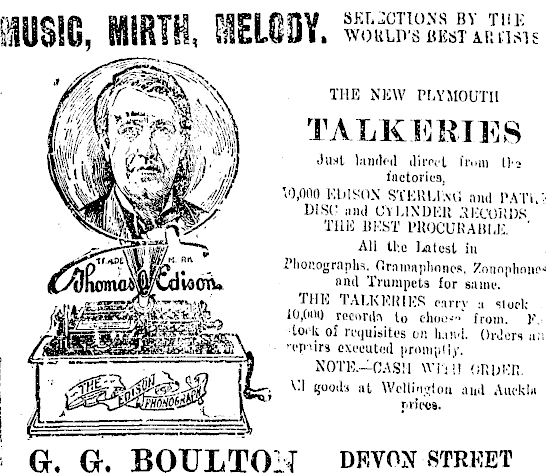 MUSIC, MIRTH, MELODY.
SELECTIONS BY THE
WORLD'S BEST ARTISTS
TRADE MARK
Thomas A Edison
THE EDISON PHONOGRAPH
THE NEW PLYMOUTH
TALKERIES
Just landed direct from the
factories,
10,000 EDISON STERLING and PATHE
DISC and CYLINDER RECORDS,
THE BEST PROCURABLE.
All the Latest in
Phonographs, Gramaphones, Zonophones
and Trumpets for same.
THE TALKERIES carry a stock
10,000 records to choose from.
stock of requisites on hand. Orders
repairs executed promptly.
NOTE.—CASH WITH ORDER.
All goods at Wellington and Auckla
prices.
G. G. BOULTON
DEVON STREET